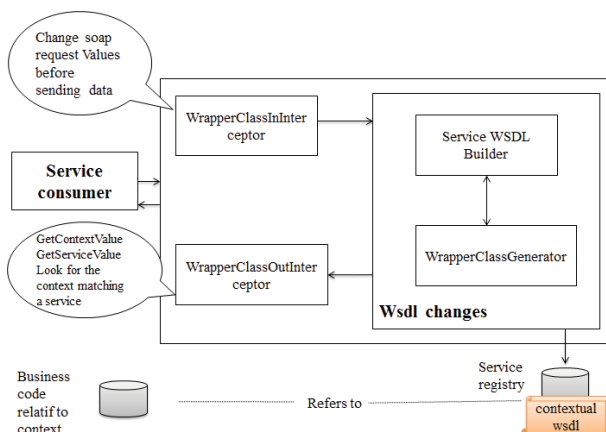 Change soap
request Values
before
sending data
WrapperClassInInter
ceptor
Service WSDL
Builder
Service
consumer
GetContextValue
GetServiceValue
Look for the
context matching
a service
WrapperClassOutInter
ceptor
WrapperClassGenerator
Wsdl changes
Business
code
relatif to
context
Refers to
Service
registry
contextual
wsdl